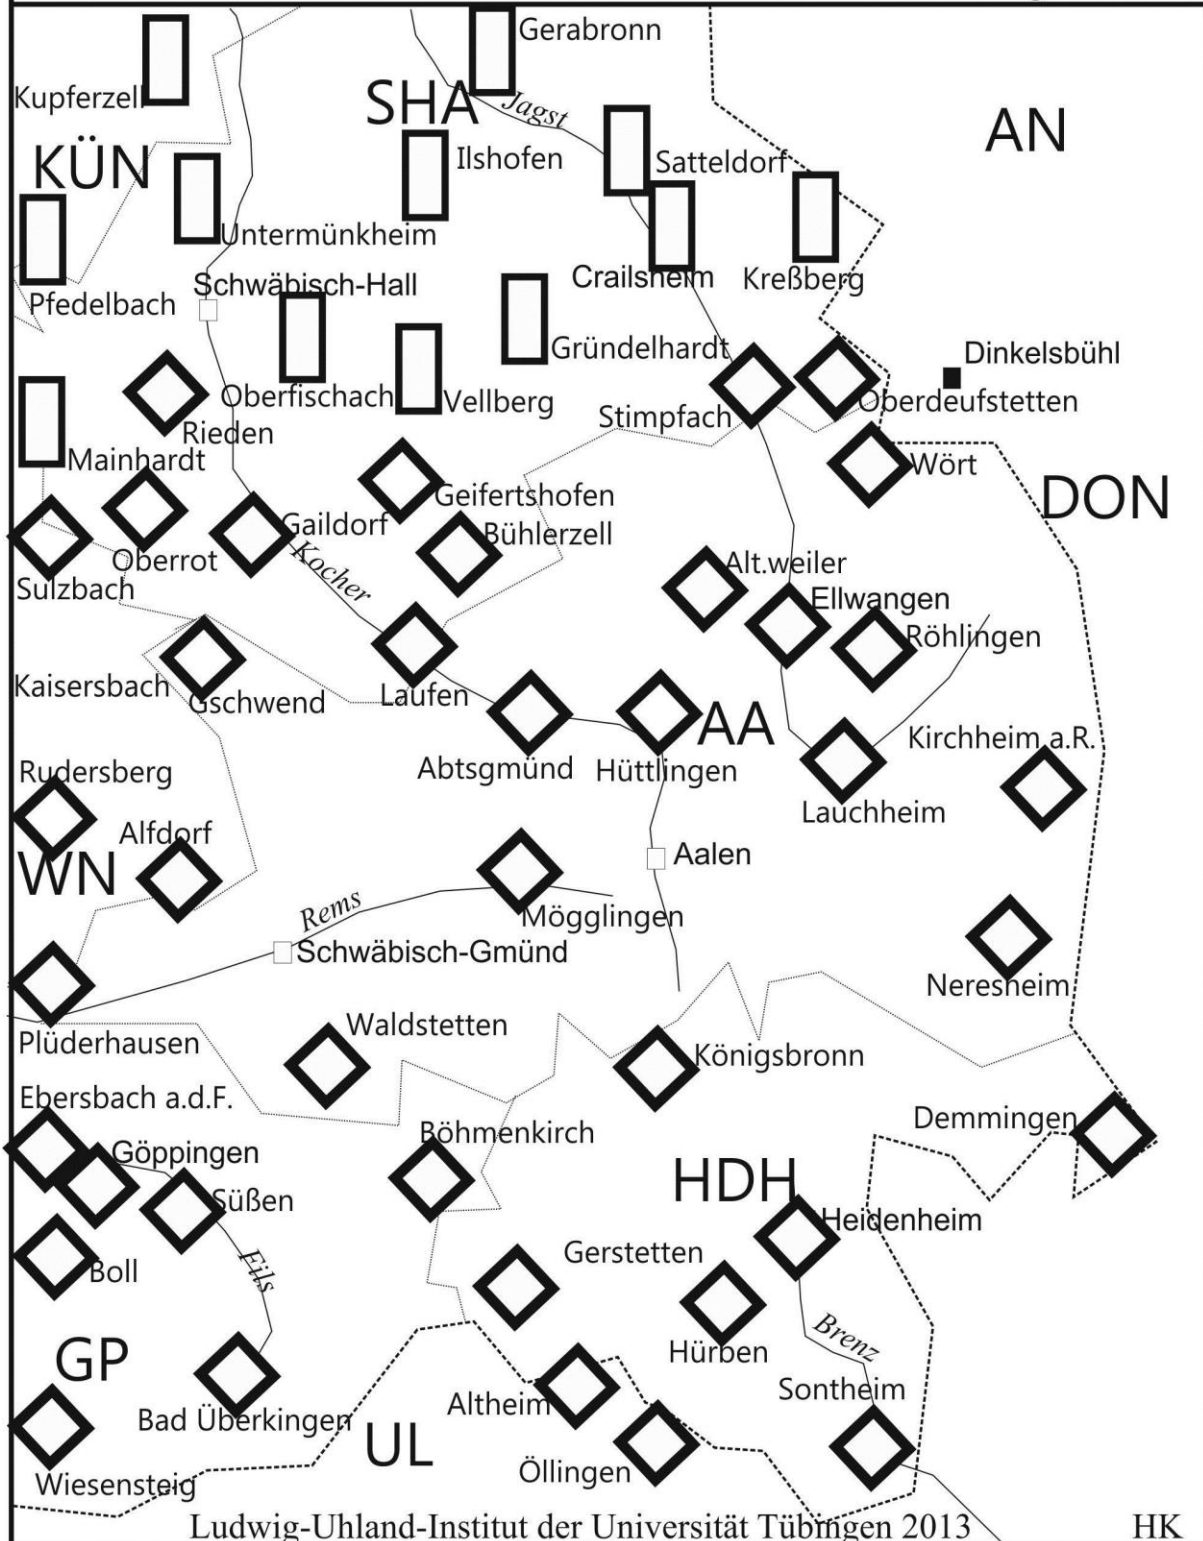 Gerabronn
Kupferzell
SHA
Jagst
AN
KÜN
Ilshofen
Satteldorf
Untermünkheim
Crailsheim
Kreßberg
Schwäbisch-Hall
Pfedelbach
Gründelhardt
Dinkelsbühl
Oberfischach
Vellberg
Stimpfach
Oberdeufstetten
Rieden
Mainhardt
Wört
DON
Geifertshofen
Gaildorf
Bühlerzell
Oberrot
Kocher
Alt.weiler
Sulzbach
Ellwangen
Röhlingen
Kaisersbach
Gschwend
Laufen
AA
Kirchheim a.R.
Abtsgmünd
Hüttlingen
Rudersberg
Lauchheim
Alfdorf
WN
Aalen
Rems
Mögglingen
Schwäbisch-Gmünd
Neresheim
Plüderhausen
Waldstetten
Königsbronn
Ebersbach a.d.F.
Demmingen
Böhmenkirch
Göppingen
HDH
Süßen
Heidenheim
Boll
Fils
Gerstetten
GP
Hürben
Brenz
Sontheim
Altheim
Bad Überkingen
UL
Öllingen
Wiesensteig
Ludwig-Uhland-Institut der Universität Tübingen 2013
HK